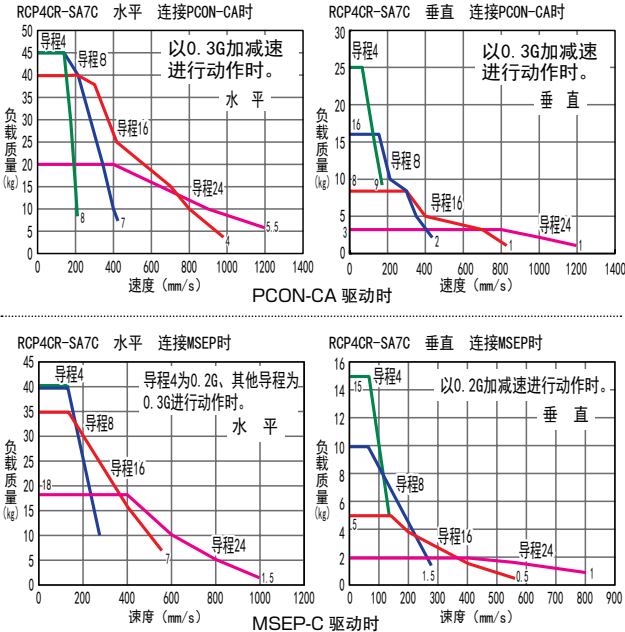 RCP4CR-SA7C 水平 连接PCON-CA时
50
45
40
35
30
25
20
15
10
5
0
负载质量(kg)
导程4
导程8
以0.3G加减速
进行动作时。
水 平
导程16
导程24
8
7
4
5.5
0 200 400 600 800 1000 1200 1400
速度 (mm/s)
RCP4CR-SA7C 垂直 连接PCON-CA时
30
25
20
15
10
5
0
负载质量(kg)
导程4
以0.3G加减速
进行动作时。
垂 直
16
导程8
8
9
导程16
导程24
3
2
1
1
0 200 400 600 800 1000 1200 1400
速度 (mm/s)
PCON-CA 驱动时
RCP4CR-SA7C 水平 连接MSEP时
45
40
35
30
25
20
15
10
5
0
负载质量(kg)
导程4
导程4为0.2G、其他导程为
0.3G进行动作时。
水 平
导程8
导程16
18
导程24
7
1.5
0 200 400 600 800 1000 1200
速度 (mm/s)
RCP4CR-SA7C 垂直 连接MSEP时
16
14
12
10
8
6
4
2
0
负载质量(kg)
15
导程4
以0.2G加减速进行动作时。
垂 直
导程8
5
导程16
导程24
1.5
0.5
1
0 100 200 300 400 500 600 700 800 900
速度 (mm/s)
MSEP-C 驱动时